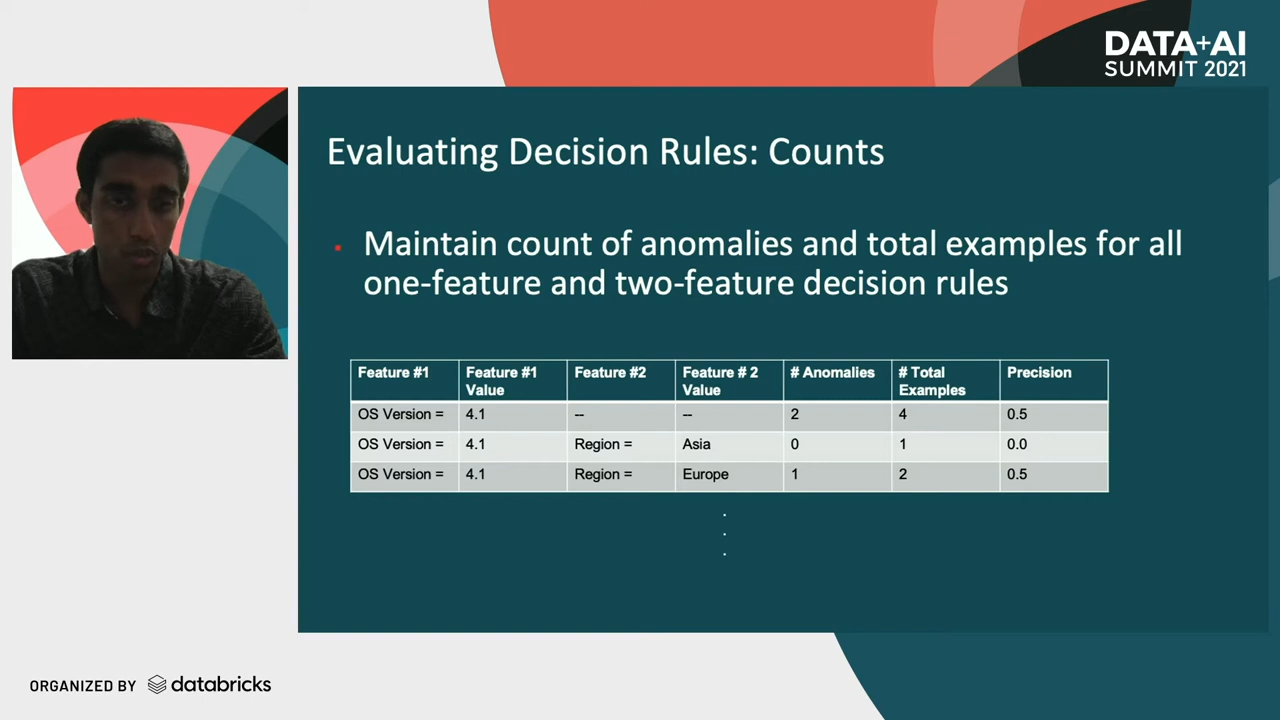 DATA+AI
SUMMIT 2021
Evaluating Decision Rules: Counts
Maintain count of anomalies and total examples for all
one-feature and two-feature decision rules
Feature #1 Feature #1 Value Feature #2 Feature # 2 Value # Anomalies # Total Examples Precision
OS Version = 4.1 -- -- 2 4 0.5
OS Version = 4.1 Region = Asia 0 1 0.0
OS Version = 4.1 Region = Europe 1 2 0.5
ORGANIZED BY databricks